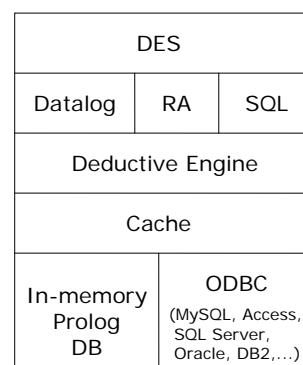 DES
Datalog
RA
SQL
Deductive Engine
Cache
In-memory
Prolog
DB
ODBC
(MySQL, Access,
SQL Server,
Oracle, DB2,...)